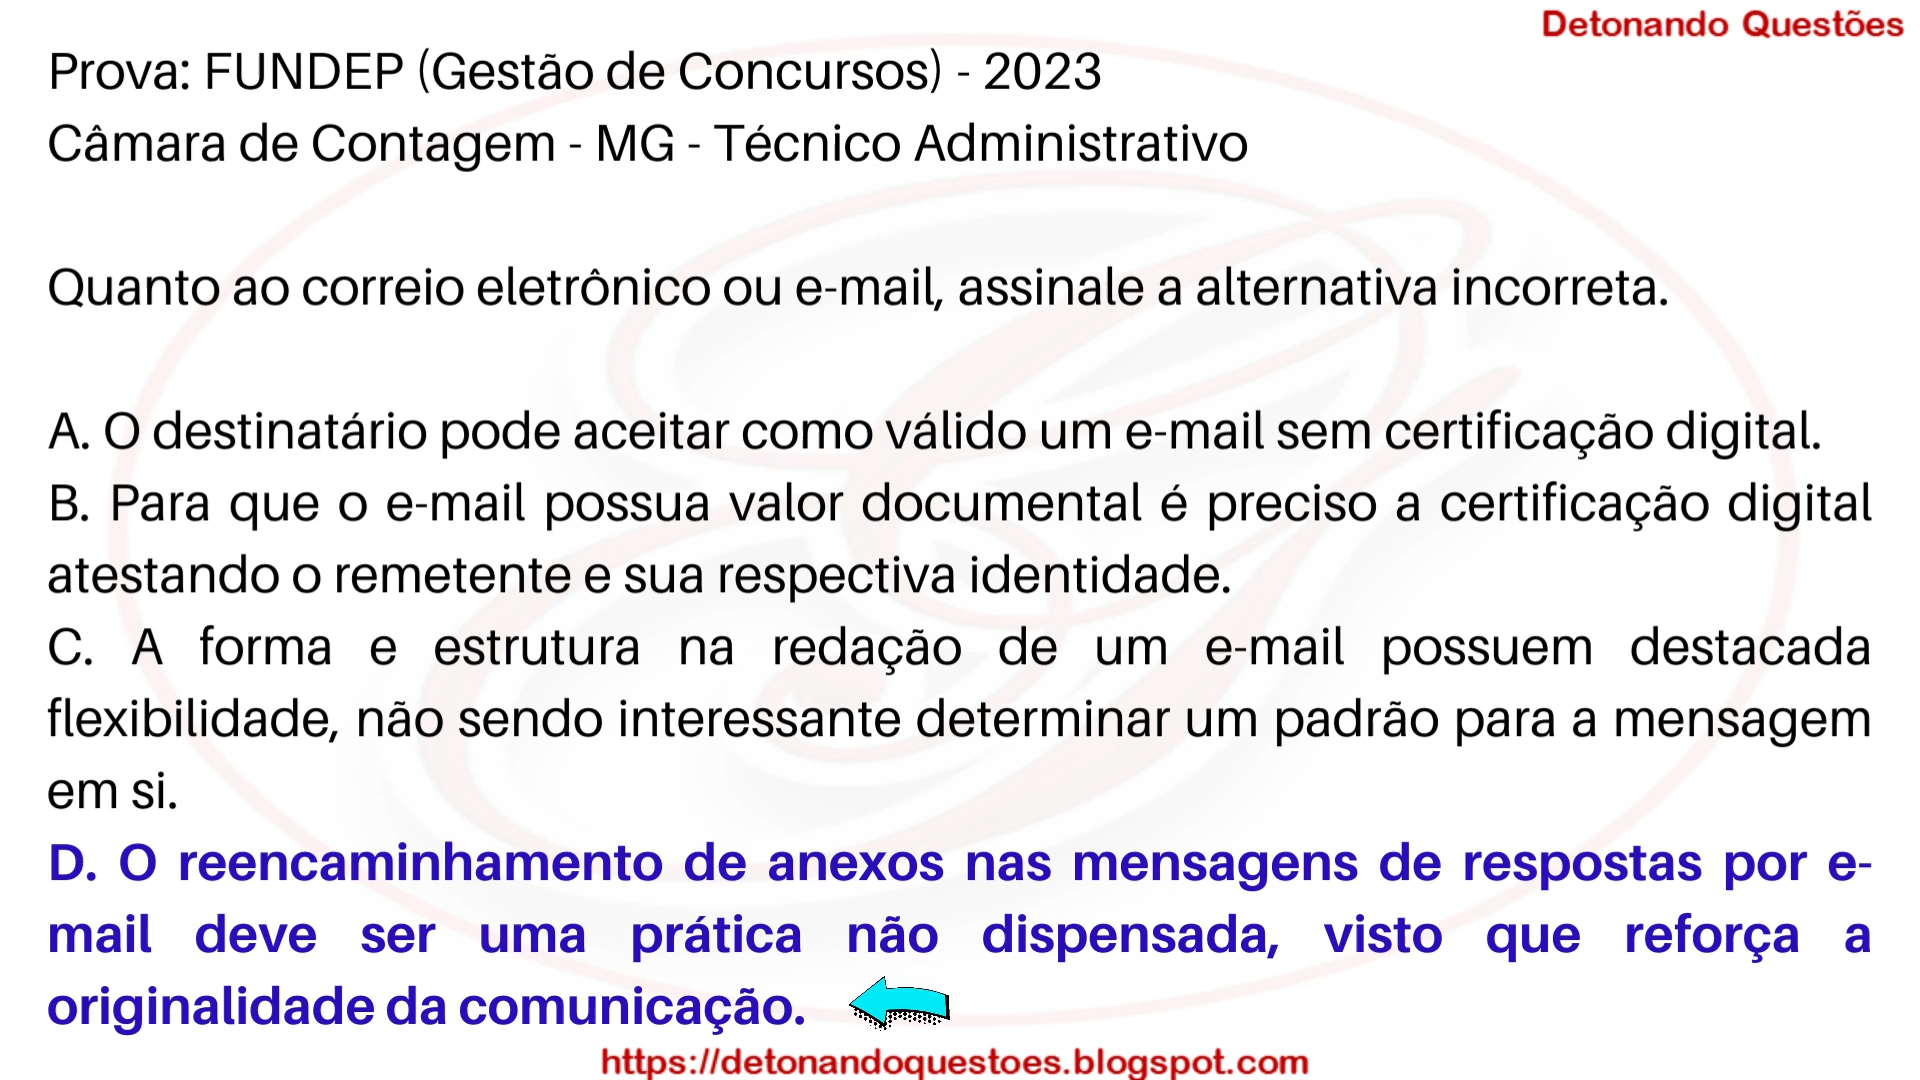 Detonando Questões
Prova: FUNDEP (Gestão de Concursos) - 2023
Câmara de Contagem - MG - Técnico Administrativo
Quanto ao correio eletrônico ou e-mail, assinale a alternativa incorreta.
A. O destinatário pode aceitar como válido um e-mail sem certificação digital.
B. Para que o e-mail possua valor documental é preciso a certificação digital
atestando o remetente e sua respectiva identidade.
C. A forma e estrutura na redação de um e-mail possuem destacada
flexibilidade, não sendo interessante determinar um padrão para a mensagem
em si.
D. O reencaminhamento de anexos nas mensagens de respostas por e-
mail deve ser uma prática não dispensada, visto que reforça a
originalidade da comunicação.
https://detonandoquestoes.blogspot.com